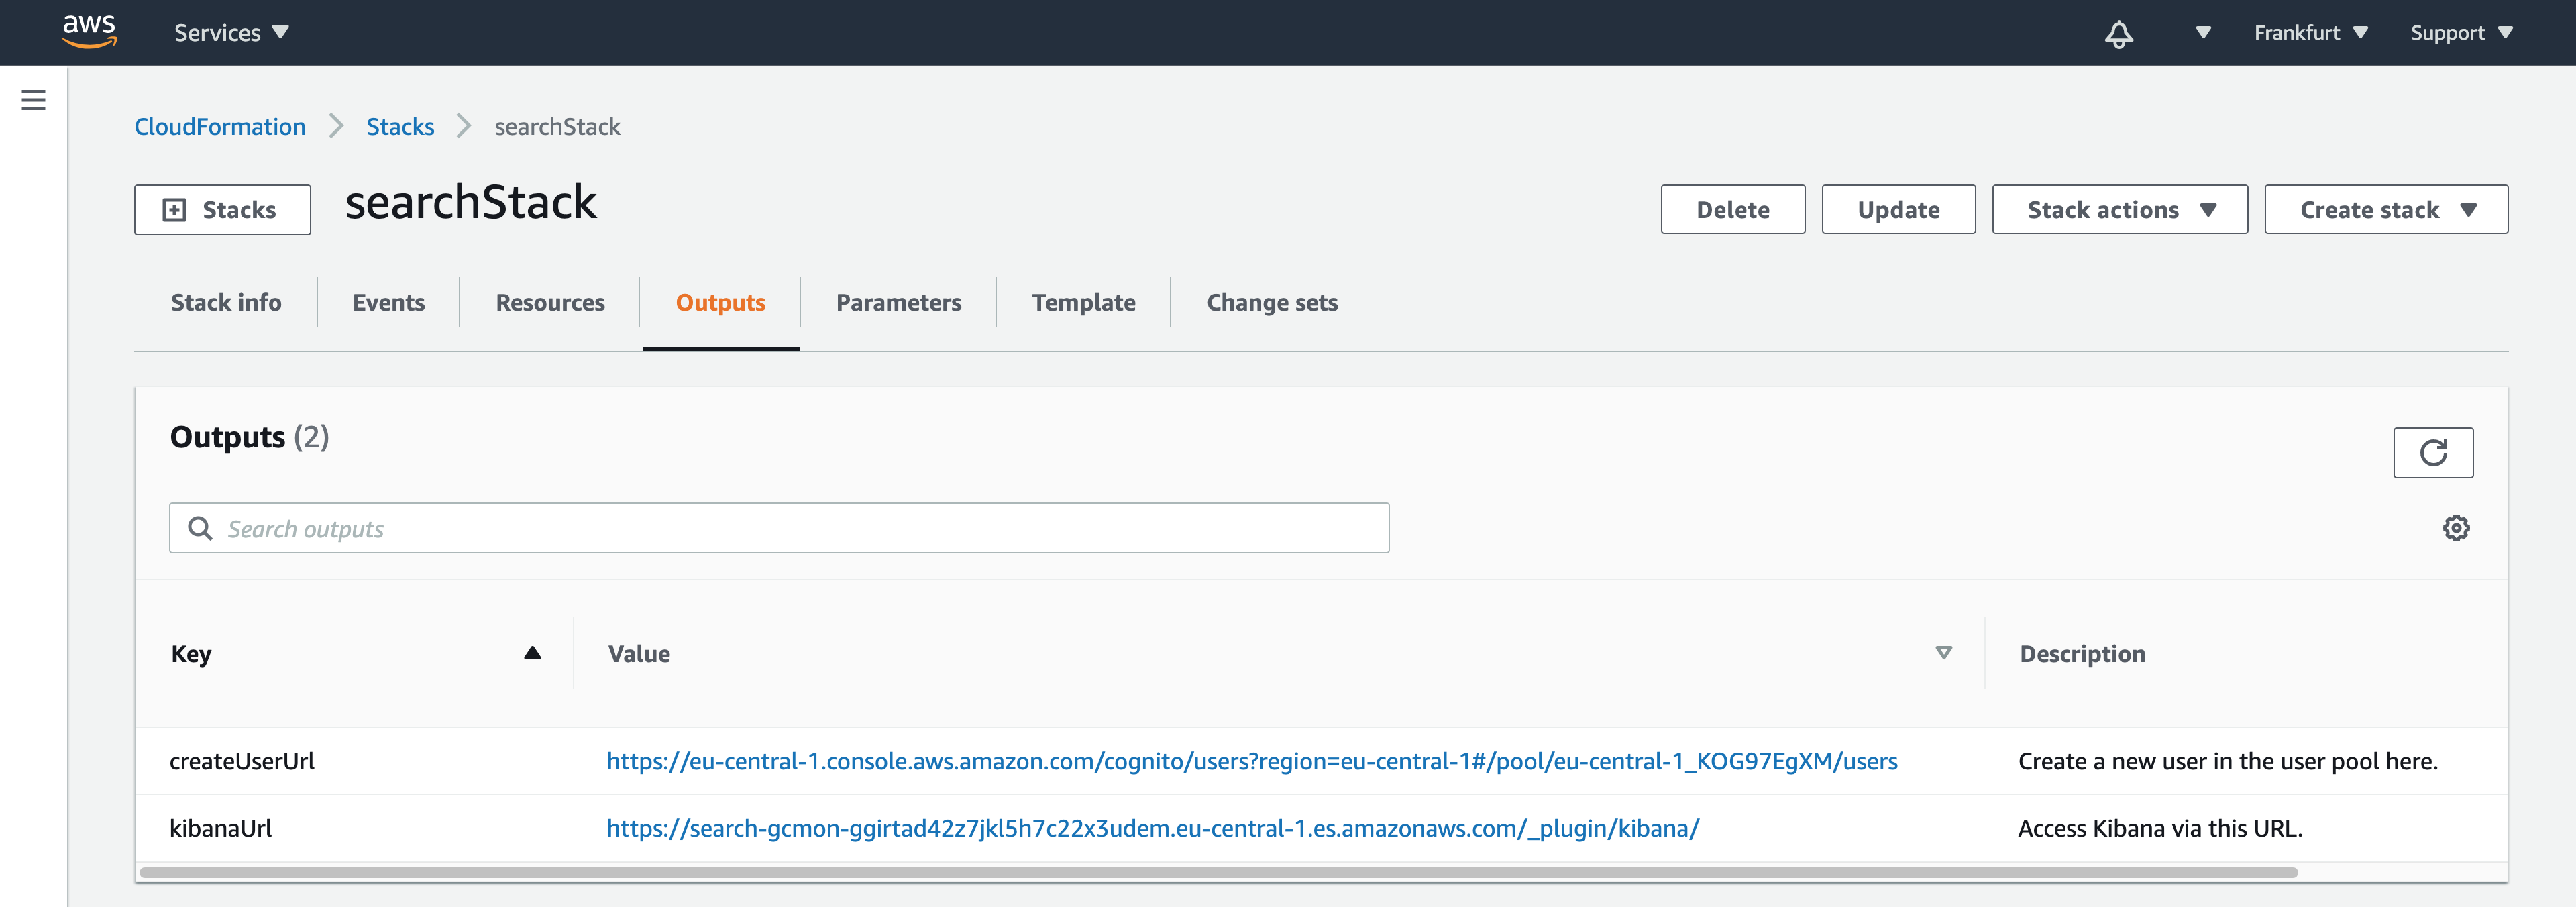 aws Services Frankfurt Support
CloudFormation Stacks searchStack
Stacks searchStack Delete Update Stack actions Create stack
Stack info Events Resources Outputs Parameters Template Change sets
Outputs (2)
Search outputs
Key Value Description
createUserUrl https://eu-central-1.console.aws.amazon.com/cognito/users?region=eu-central-1#/pool/eu-central-1_KOG97EgXM/users Create a new user in the user pool here.
kibanaUrl https://search-gcmon-ggirtad42z7jkl5h7c22x3udem.eu-central-1.es.amazonaws.com/_plugin/kibana/ Access Kibana via this URL.